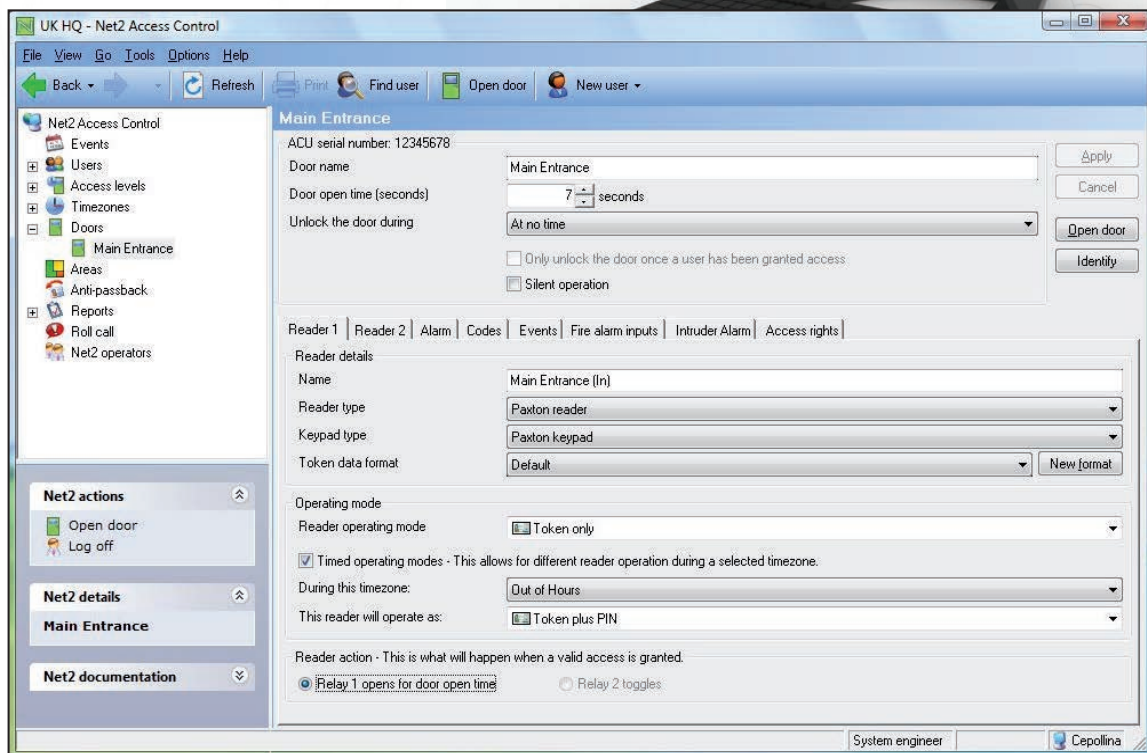 UK HQ - Net2 Access Control
File View Go Tools Options Help
Back Refresh Print Find user Open door New user
Net2 Access Control
Events
Users
Access levels
Timezones
Doors
Main Entrance
Areas
Anti-passback
Reports
Roll call
Net2 operators
Net2 actions
Open door
Log off
Net2 details
Main Entrance
Net2 documentation
Main Entrance
ACU serial number: 12345678
Door name Main Entrance
Door open time (seconds) 7 seconds
Unlock the door during At no time
Only unlock the door once a user has been granted access
Silent operation
Apply
Cancel
Open door
Identify
Reader 1 Reader 2 Alarm Codes Events Fire alarm inputs Intruder Alarm Access rights
Reader details
Name Main Entrance (In)
Reader type Paxton reader
Keypad type Paxton keypad
Token data format Default New format
Operating mode
Reader operating mode Token only
Timed operating modes - This allows for different reader operation during a selected timezone.
During this timezone: Out of Hours
This reader will operate as: Token plus PIN
Reader action - This is what will happen when a valid access is granted.
Relay 1 opens for door open time Relay 2 toggles
System engineer Cepollina